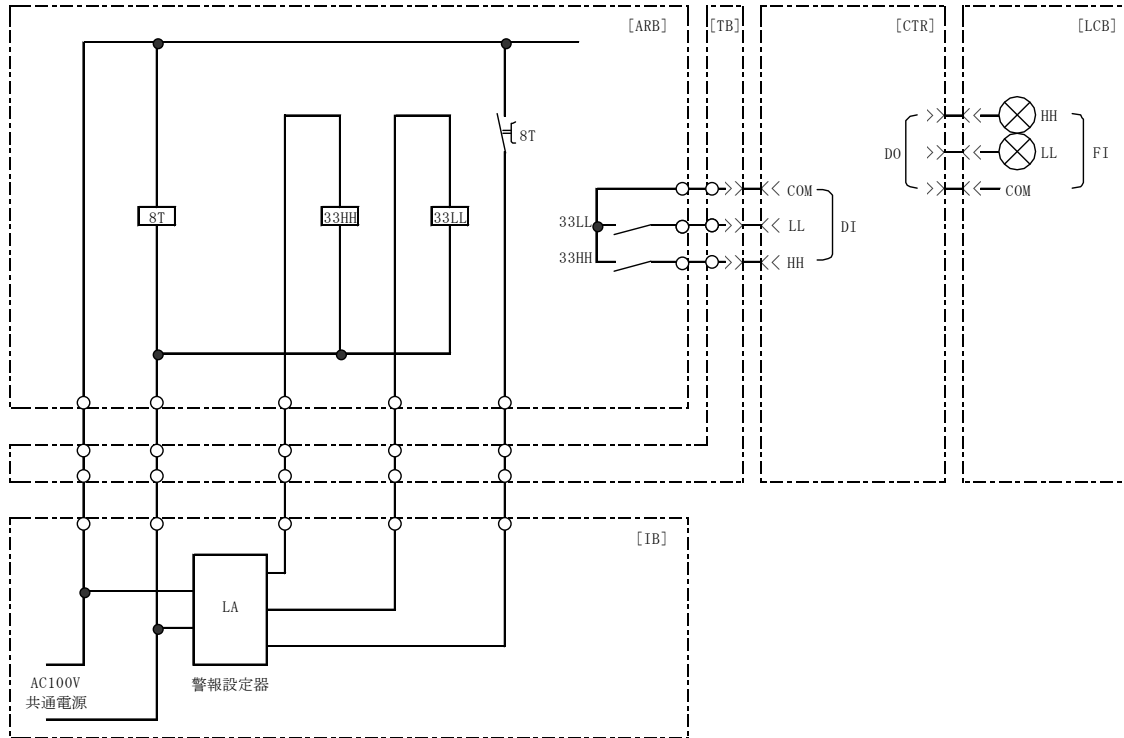 [ARB]
[TB]
[CTR]
[LCB]
HH
8T
DO
LL
FI
COM
COM
8T
33HH
33LL
33LL
LL
DI
33HH
HH
[IB]
LA
AC100V
警報設定器
共通電源